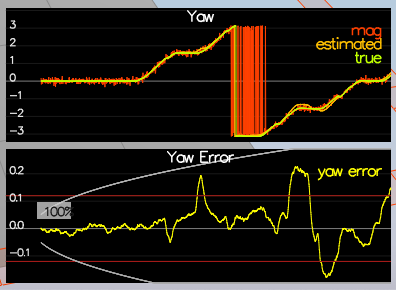 Yaw
3
mag
2
estimated
1
true
0
-1
-2
-3
Yaw Error
0.2
yaw error
0.1
100%
0.0
-0.1